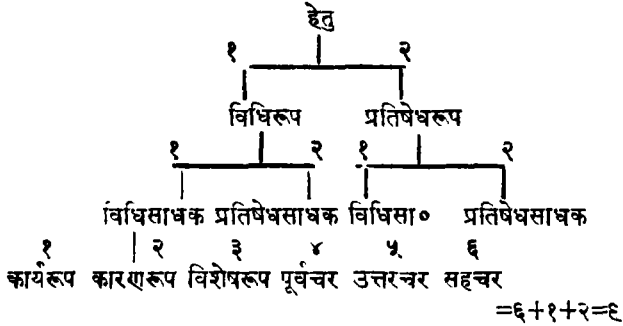 हेतु
१ २
विधिरूप प्रतिषेधरूप
१ २ १ २
विधिसाधक प्रतिषेधसाधक विधिसा० प्रतिषेधसाधक
१ २ ३ ४ ५ ६
कार्यरूप कारणरूप विशेषरूप पूर्वचर उत्तरचर सहचर
=६+१+२=९